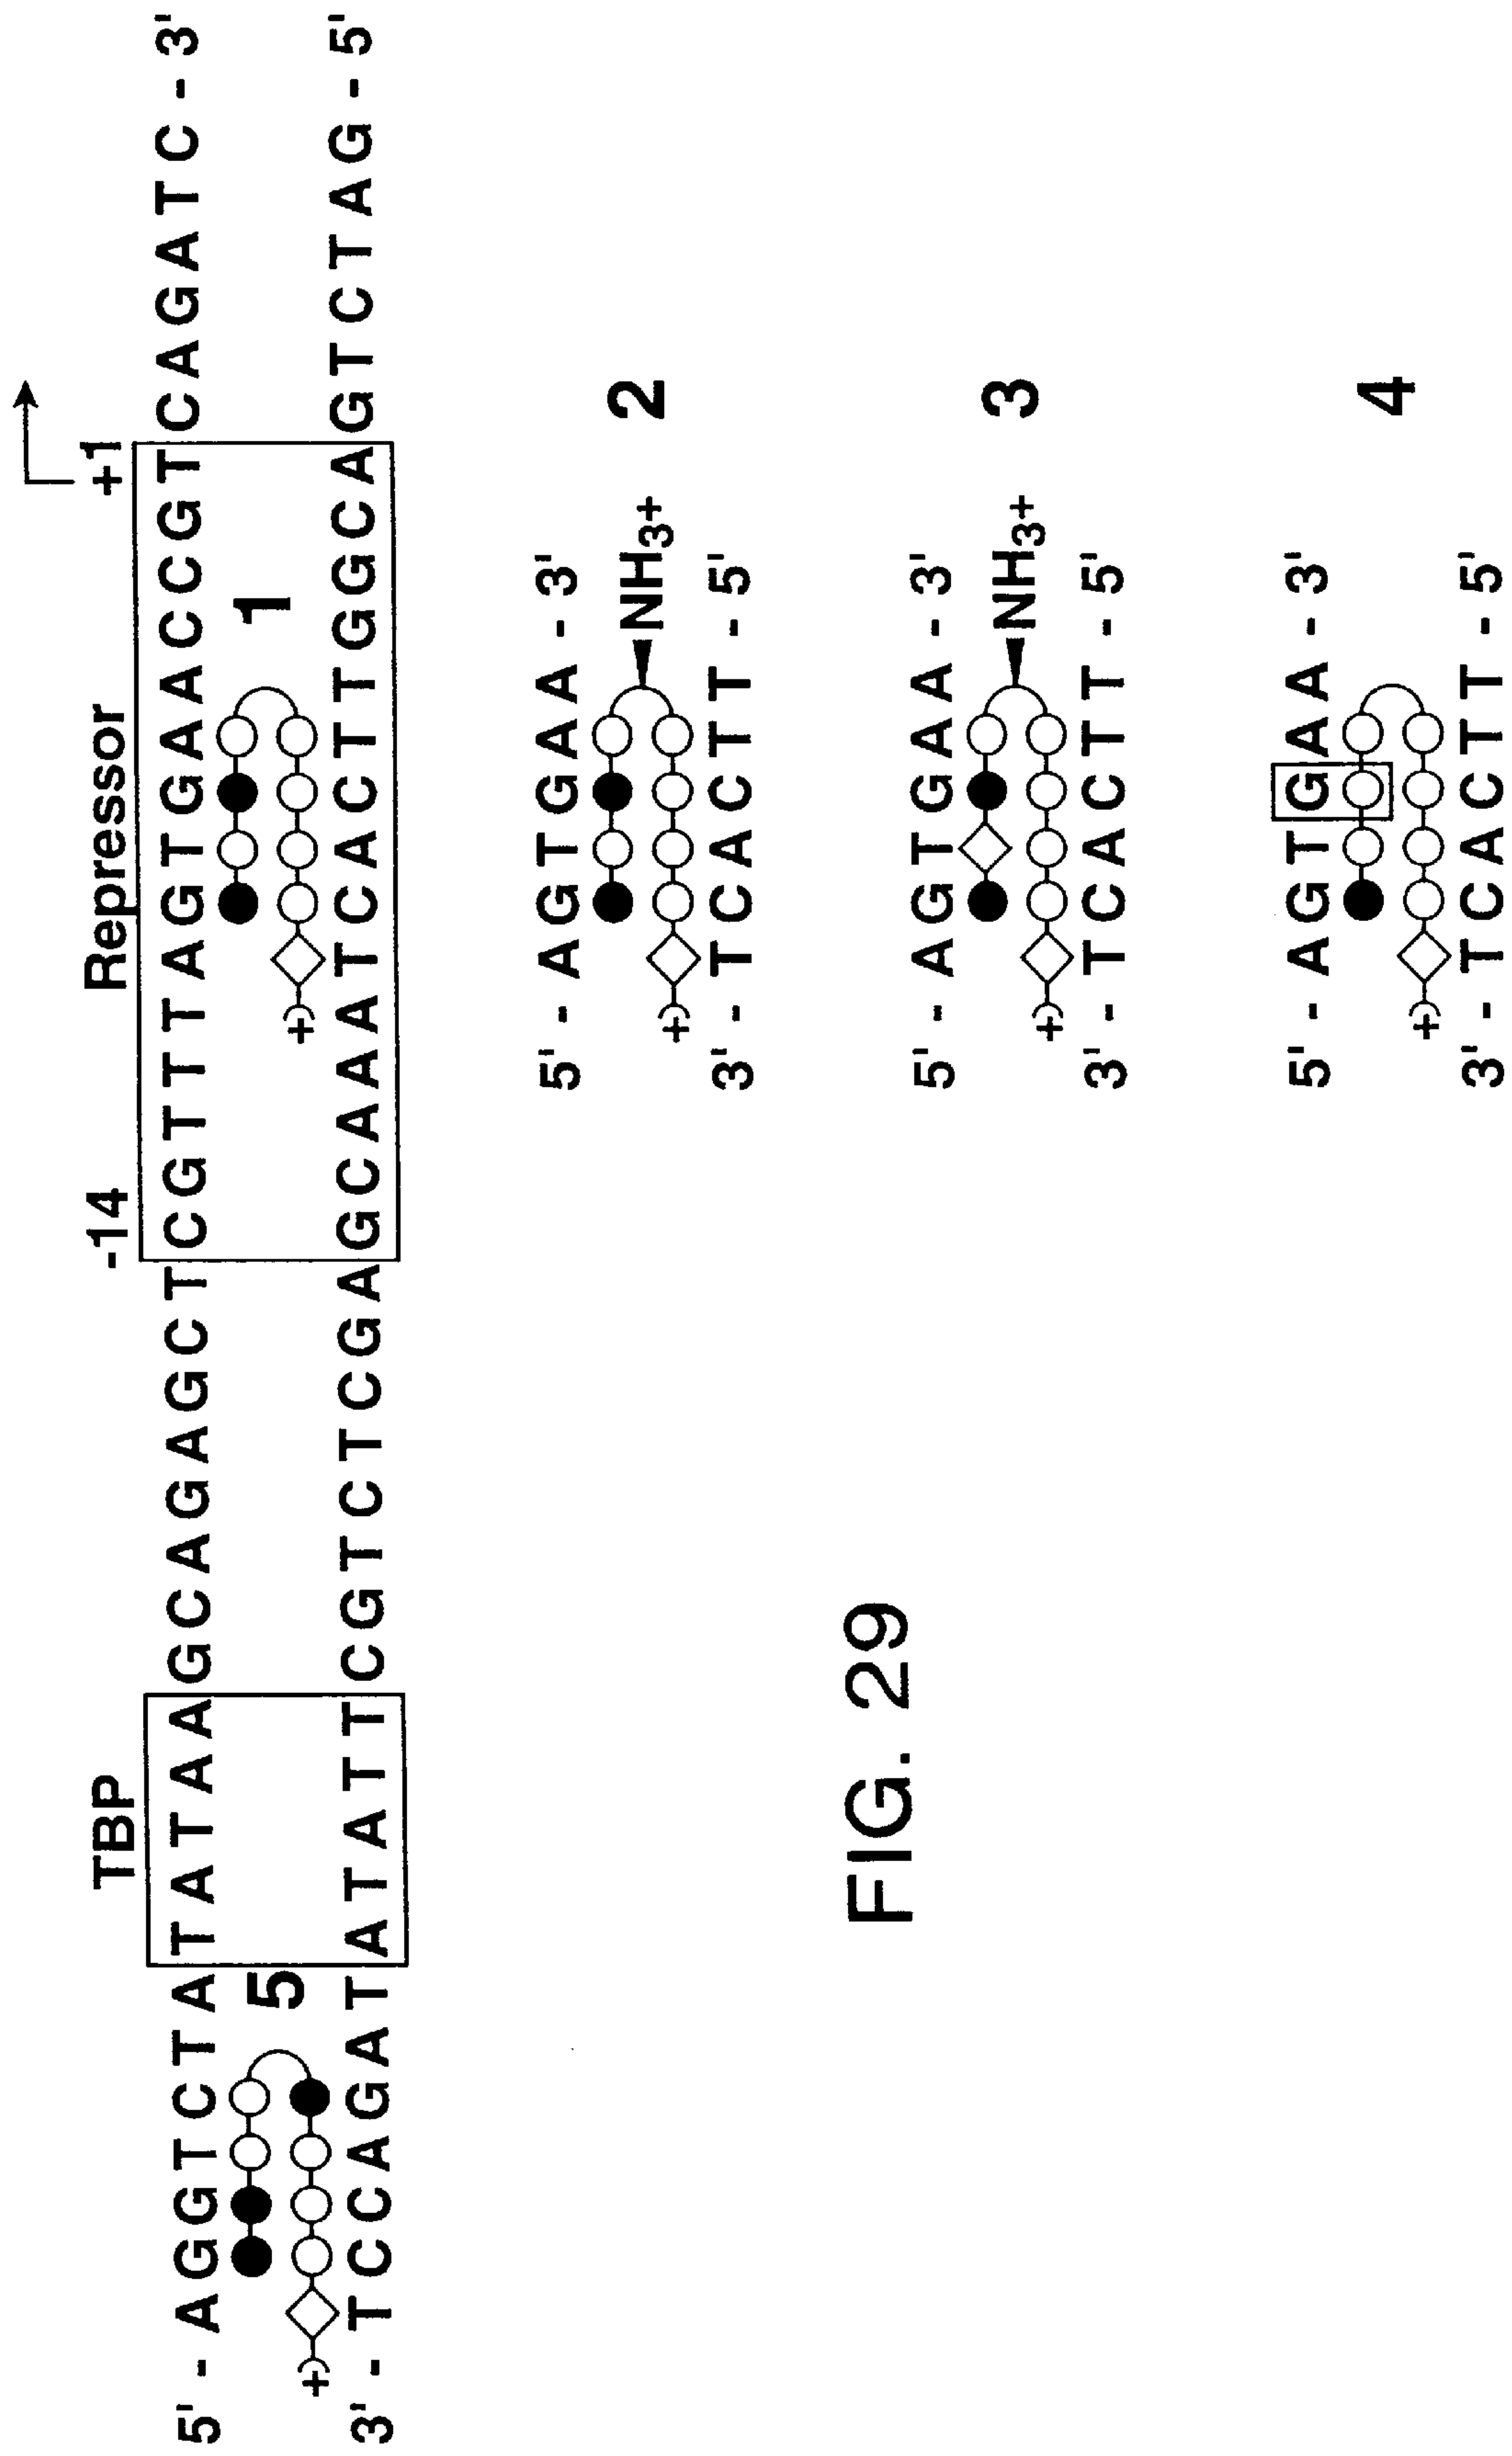 TBP -14 Repressor +1
5' - A G G T C T A T A T A A G C A G A G C T C G T T T A G T G A A C C G T C A G A T C - 3'
5 1
+ +
3' - T C C A G A T A T A T T C G T C T C G A G C A A A T C A C T T G G C A G T C T A G - 5'
5' - A G T G A A - 3'
+ NH3+ 2
3' - T C A C T T - 5'
FIG. 29
5' - A G T G A A - 3'
+ NH3+ 3
3' - T C A C T T - 5'
5' - A G T G A A - 3'
+ 4
3' - T C A C T T - 5'